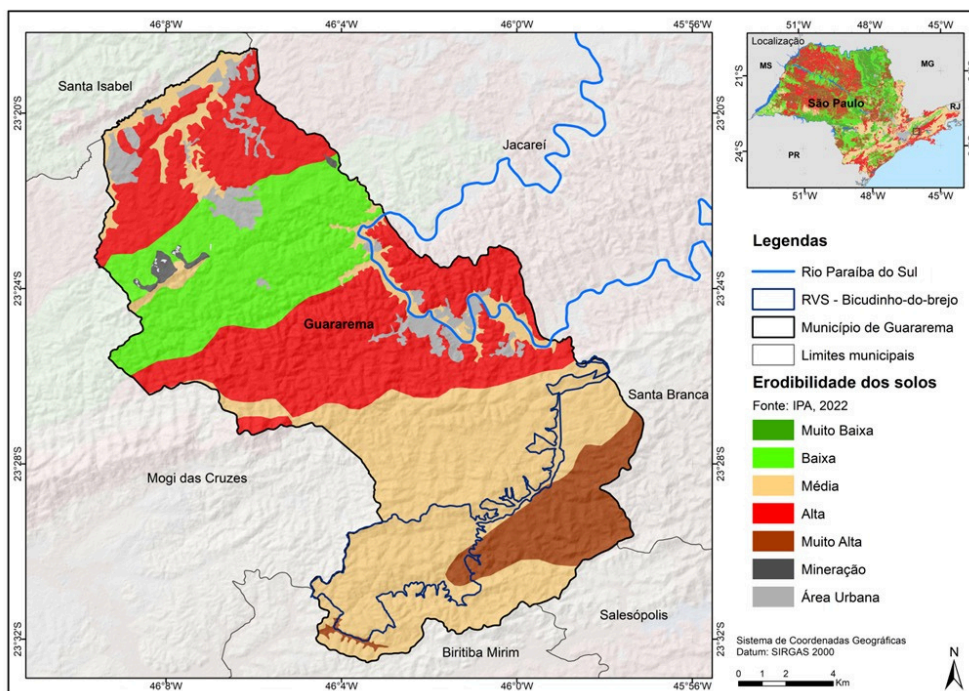 46°8'W
46°4'W
46°0'W
45°56'W
23°20'S
23°24'S
23°28'S
23°32'S
Santa Isabel
Jacareí
Guararema
Santa Branca
Mogi das Cruzes
Salesópolis
Biritiba Mirim
46°8'W
46°4'W
46°0'W
45°56'W
23°20'S
23°24'S
23°28'S
23°32'S
51°W
48°W
45°W
Localização
MS
MG
São Paulo
RJ
PR
21°S
24°S
51°W
48°W
45°W
Legendas
Rio Paraíba do Sul
RVS - Bicudinho-do-brejo
Município de Guararema
Limites municipais
Erodibilidade dos solos
Fonte: IPA, 2022
Muito Baixa
Baixa
Média
Alta
Muito Alta
Mineração
Área Urbana
Sistema de Coordenadas Geográficas
Datum: SIRGAS 2000
0 1 2 4
Km
N